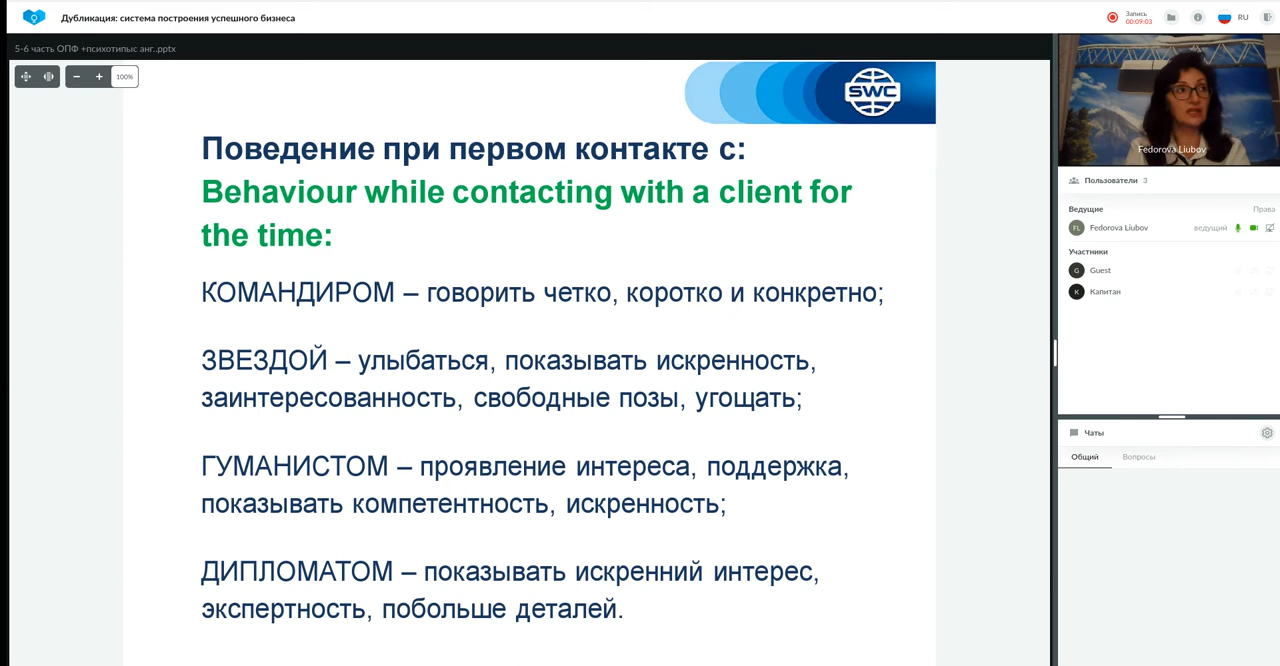 Дубликация: система построения успешного бизнеса
Запись
00:09:03
RU
5-6 часть ОПФ +психотипыс анг..pptx
100%
SWC
Поведение при первом контакте с:
Behaviour while contacting with a client for
the time:
КОМАНДИРОМ – говорить четко, коротко и конкретно;
ЗВЕЗДОЙ – улыбаться, показывать искренность,
заинтересованность, свободные позы, угощать;
ГУМАНИСТОМ – проявление интереса, поддержка,
показывать компетентность, искренность;
ДИПЛОМАТОМ – показывать искренний интерес,
экспертность, побольше деталей.
Fedorova Liubov
Пользователи 3
Ведущие Права
FL Fedorova Liubov ведущий
Участники
G Guest
K Капитан
Чаты
Общий Вопросы